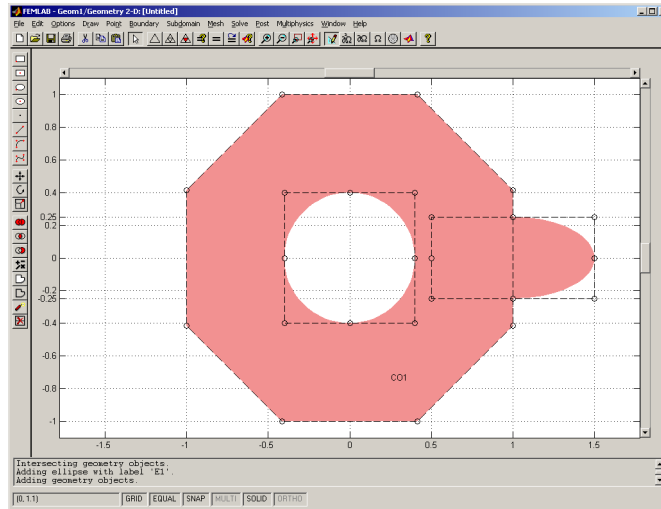 FEMLAB - Geom1/Geometry 2-D: [Untitled]
File Edit Options Draw Point Boundary Subdomain Mesh Solve Post Multiphysics Window Help
1
0.8
0.6
0.4
0.25
0.2
0
-0.2
-0.25
-0.4
-0.6
-0.8
-1
CO1
-1.5 -1 -0.5 0 0.5 1 1.5
Intersecting geometry objects.
Adding ellipse with label 'E1'.
Adding geometry objects.
(0, 1.1) GRID EQUAL SNAP MULTI SOLID ORTHO